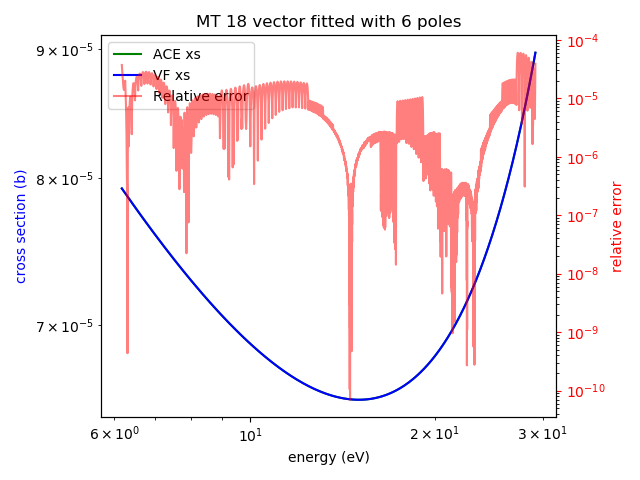 MT 18 vector fitted with 6 poles
ACE xs
VF xs
Relative error
cross section (b)
9 × 10⁻⁵
8 × 10⁻⁵
7 × 10⁻⁵
10⁻⁴
10⁻⁵
10⁻⁶
10⁻⁷
10⁻⁸
10⁻⁹
10⁻¹⁰
relative error
6 × 10⁰ 10¹ 2 × 10¹ 3 × 10¹
energy (eV)